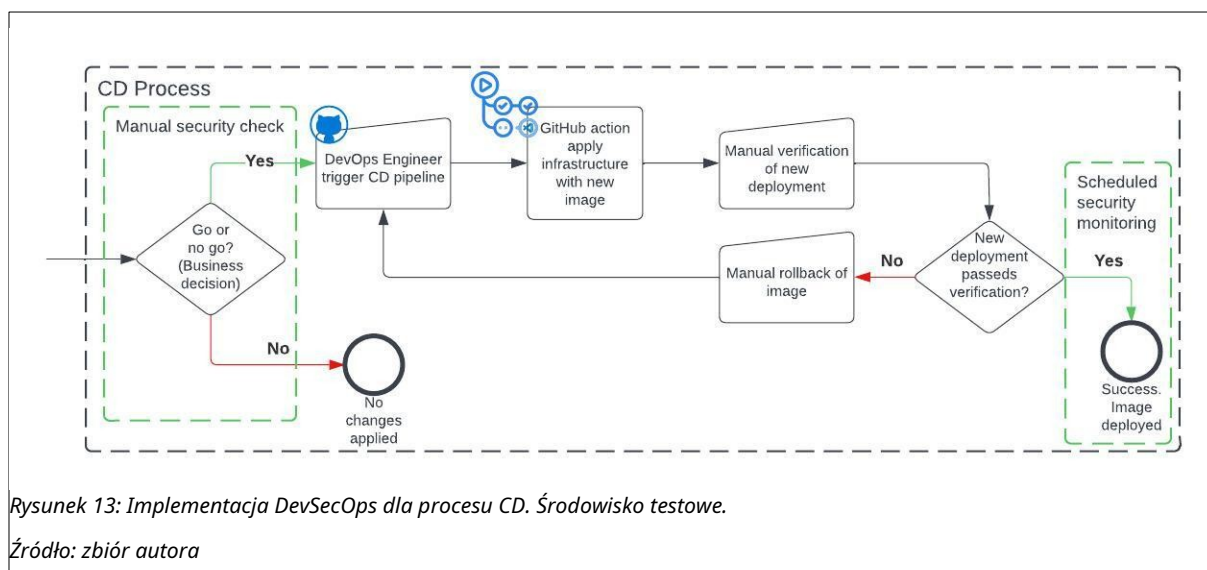 CD Process
Manual security check
Yes
Go or
no go?
(Business
decision)
No
No
changes
applied
DevOps Engineer
trigger CD pipeline
GitHub action
apply
infrastructure
with new
image
Manual verification
of new
deployment
New
deployment
passeds
verification?
No
Manual rollback of
image
Yes
Scheduled
security
monitoring
Success.
Image
deployed
Rysunek 13: Implementacja DevSecOps dla procesu CD. Środowisko testowe.
Źródło: zbiór autora